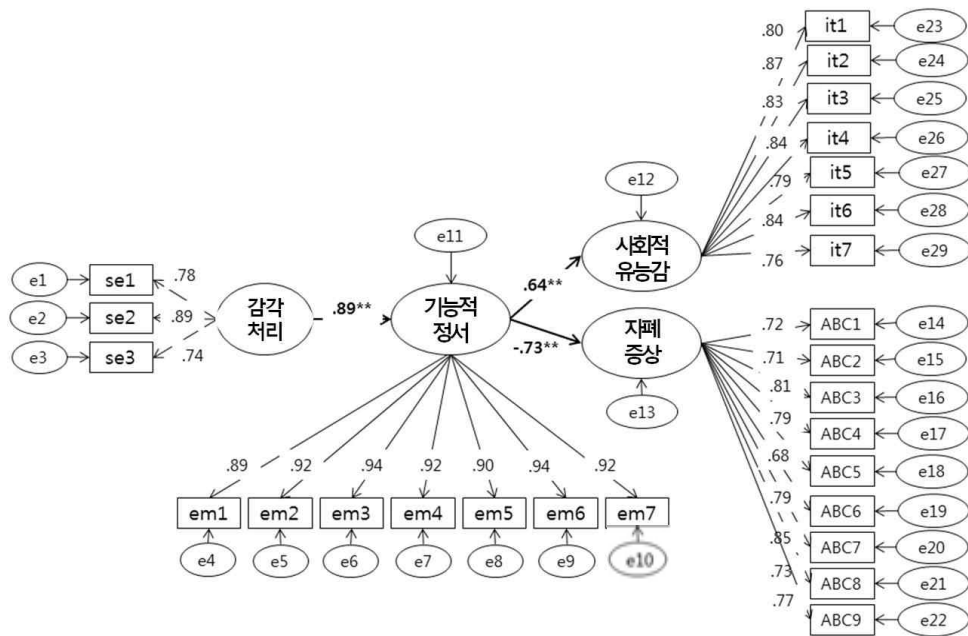 .80
it1
e23
.87
it2
e24
.83
it3
e25
.84
it4
e26
.79
it5
e27
.84
it6
e28
.76
it7
e29
e12
사회적
유능감
e11
.64**
e1
se1
.78
e2
se2
.89
e3
se3
.74
감각
처리
.89**
기능적
정서
-.73**
자폐
증상
e13
.72
ABC1
e14
.71
ABC2
e15
.81
ABC3
e16
.79
ABC4
e17
.68
ABC5
e18
.79
ABC6
e19
.85
ABC7
e20
.73
ABC8
e21
.77
ABC9
e22
.89
.92
.94
.92
.90
.94
.92
em1
em2
em3
em4
em5
em6
em7
e4
e5
e6
e7
e8
e9
e10